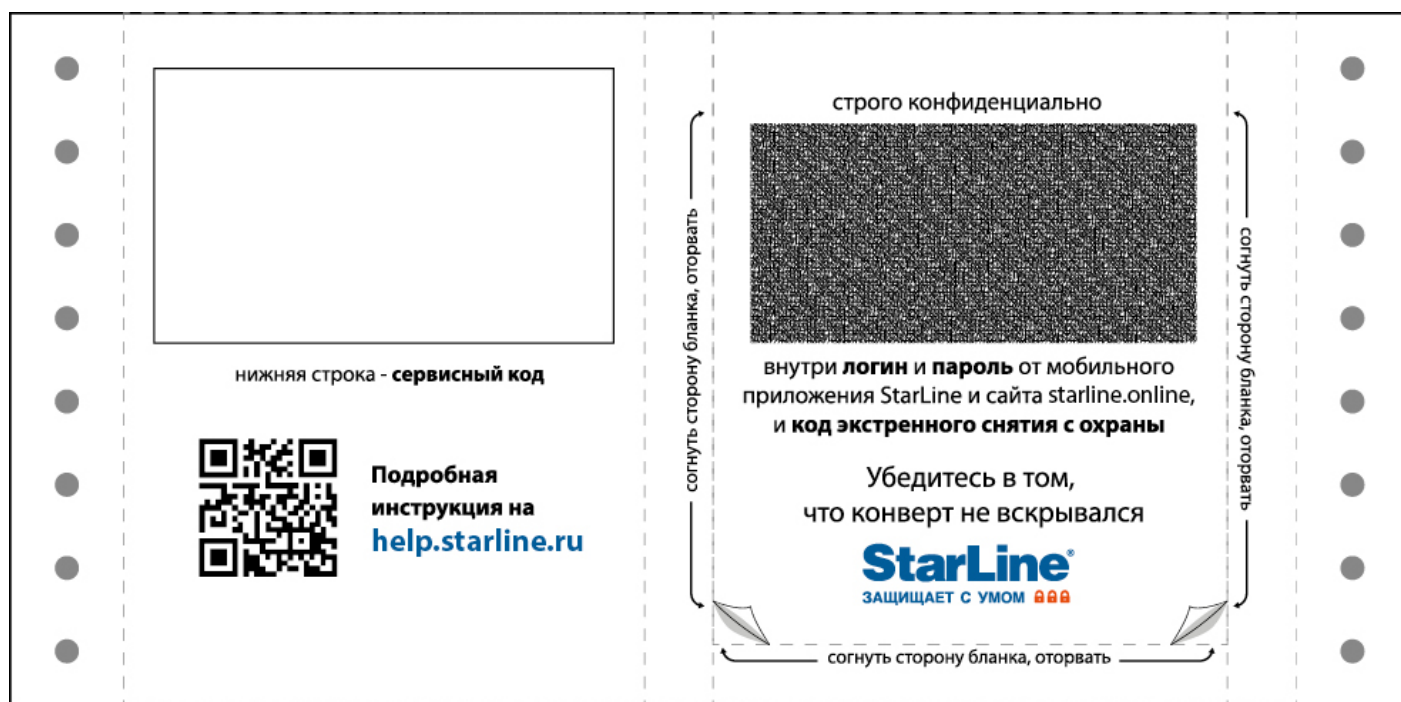 нижняя строка - сервисный код
Подробная
инструкция на
help.starline.ru
строго конфиденциально
согнуть сторону бланка, оторвать
внутри логин и пароль от мобильного
приложения StarLine и сайта starline.online,
и код экстренного снятия с охраны
Убедитесь в том,
что конверт не вскрывался
StarLine®
ЗАЩИЩАЕТ С УМОМ
согнуть сторону бланка, оторвать
согнуть сторону бланка, оторвать